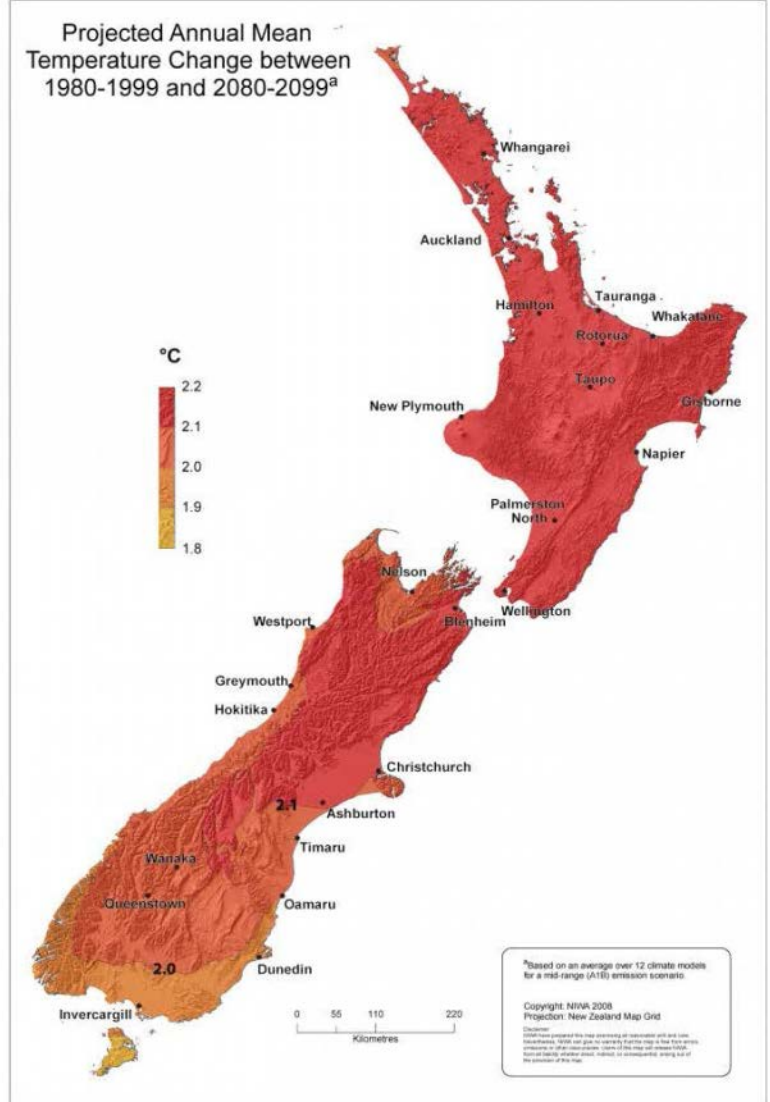 Projected Annual Mean
Temperature Change between
1980-1999 and 2080-2099a
Whangarei
Auckland
Hamilton
Tauranga
Whakatane
Rotorua
Taupo
Gisborne
New Plymouth
Napier
Palmerston
North
Wellington
°C
2.2
2.1
2.0
1.9
1.8
Nelson
Blenheim
Westport
Greymouth
Hokitika
Christchurch
2.1
Ashburton
Timaru
Wanaka
Queenstown
Oamaru
2.0
Dunedin
Invercargill
0 55 110 220
Kilometres
aBased on an average over 12 climate models
for a mid-range (A1B) emission scenario
Copyright: NIWA 2008
Projection: New Zealand Map Grid
Disclaimer